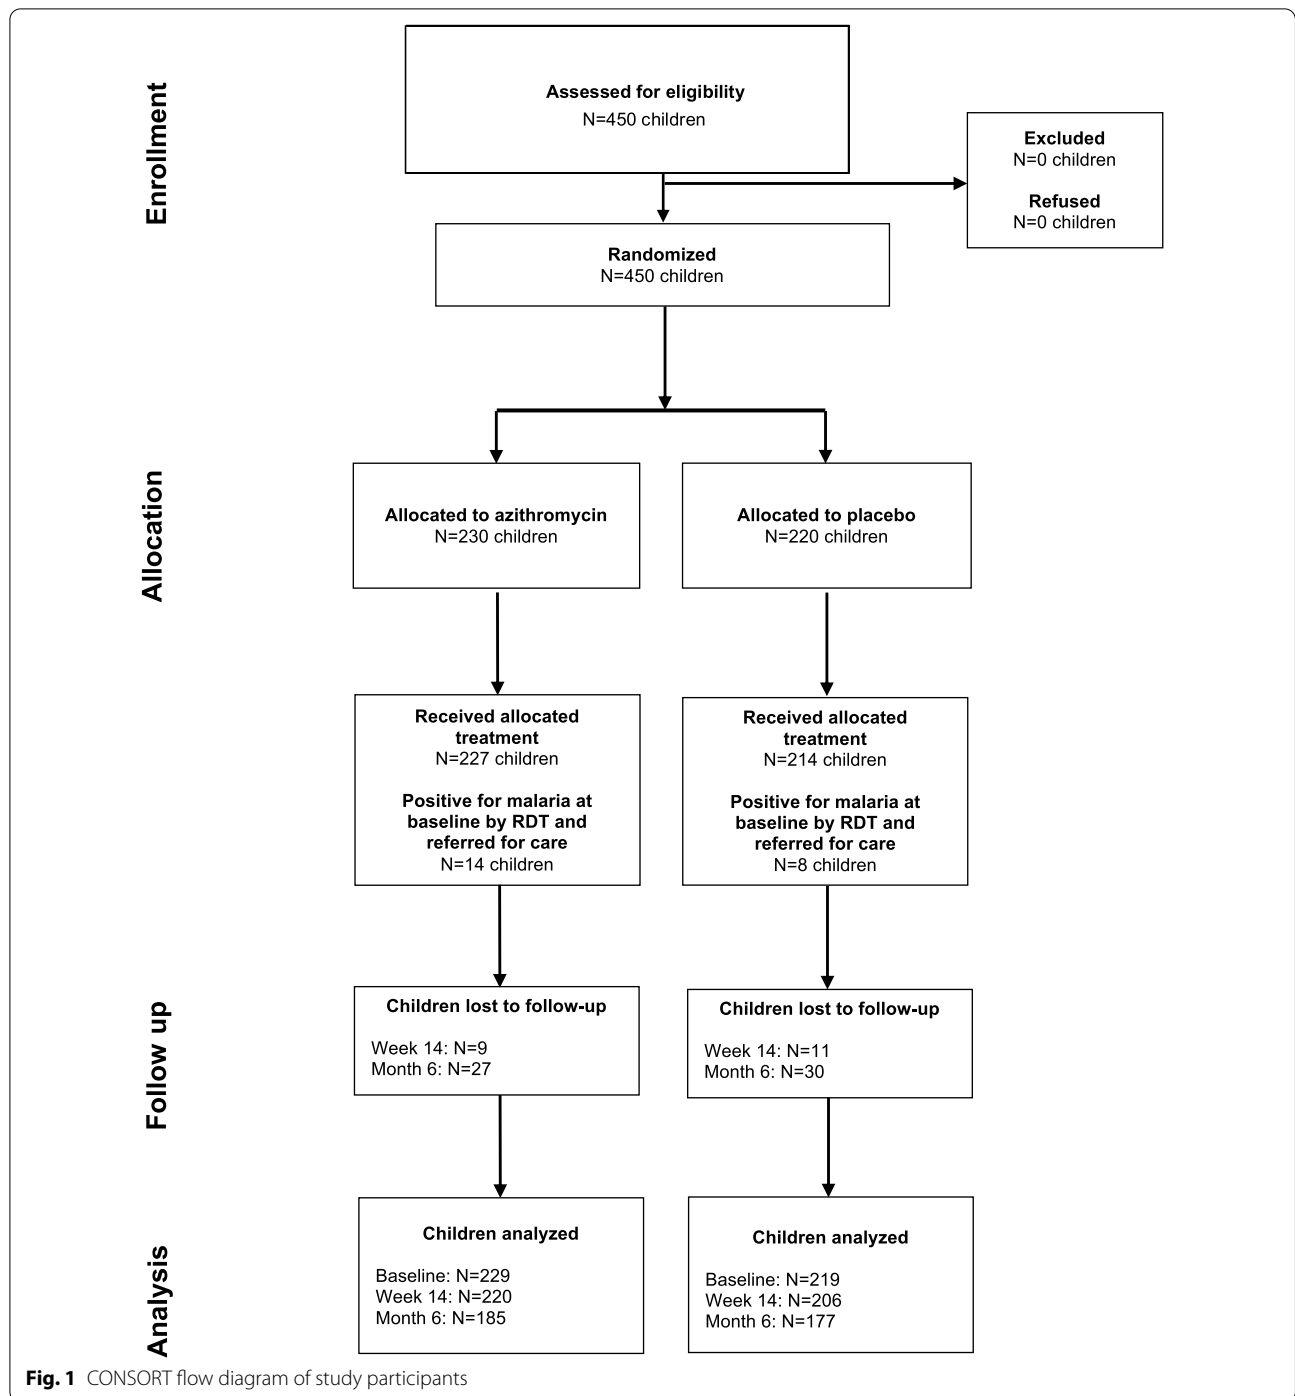 Enrollment
Assessed for eligibility
N=450 children
Excluded
N=0 children
Refused
N=0 children
Randomized
N=450 children
Allocation
Allocated to azithromycin
N=230 children
Allocated to placebo
N=220 children
Received allocated
treatment
N=227 children
Positive for malaria at
baseline by RDT and
referred for care
N=14 children
Received allocated
treatment
N=214 children
Positive for malaria at
baseline by RDT and
referred for care
N=8 children
Follow up
Children lost to follow-up
Week 14: N=9
Month 6: N=27
Children lost to follow-up
Week 14: N=11
Month 6: N=30
Analysis
Children analyzed
Baseline: N=229
Week 14: N=220
Month 6: N=185
Children analyzed
Baseline: N=219
Week 14: N=206
Month 6: N=177
Fig. 1 CONSORT flow diagram of study participants